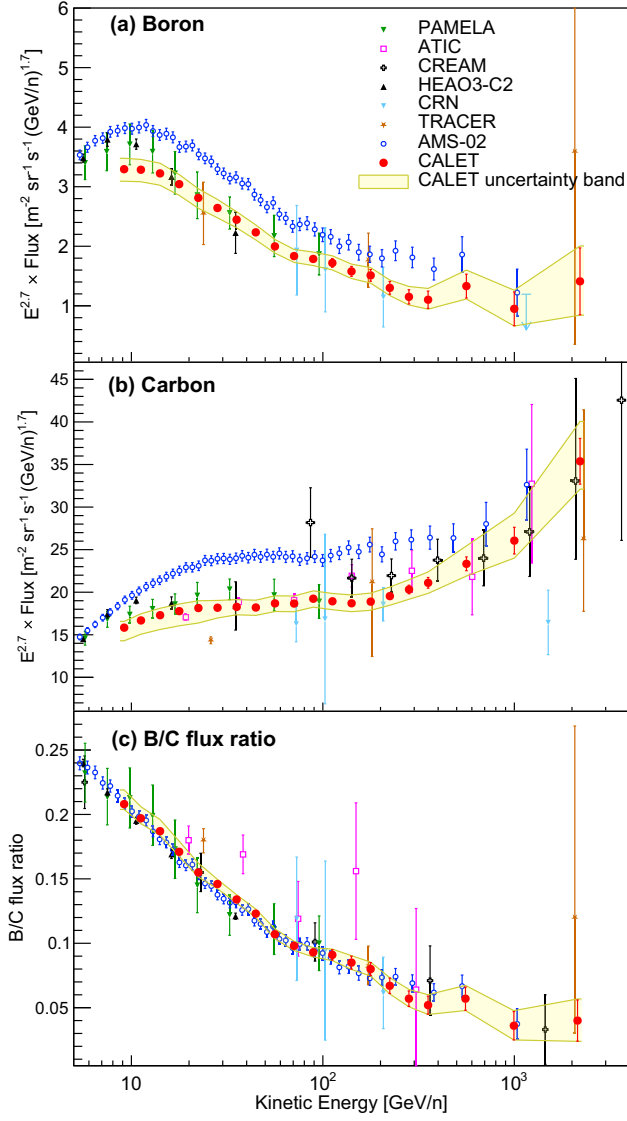 (a) Boron
PAMELA
ATIC
CREAM
HEAO3-C2
CRN
TRACER
AMS-02
CALET
CALET uncertainty band
E^2.7 × Flux [m^-2 sr^-1 s^-1 (GeV/n)^1.7]
6
5
4
3
2
1
(b) Carbon
E^2.7 × Flux [m^-2 sr^-1 s^-1 (GeV/n)^1.7]
45
40
35
30
25
20
15
10
(c) B/C flux ratio
B/C flux ratio
0.25
0.2
0.15
0.1
0.05
10 10^2 10^3
Kinetic Energy [GeV/n]